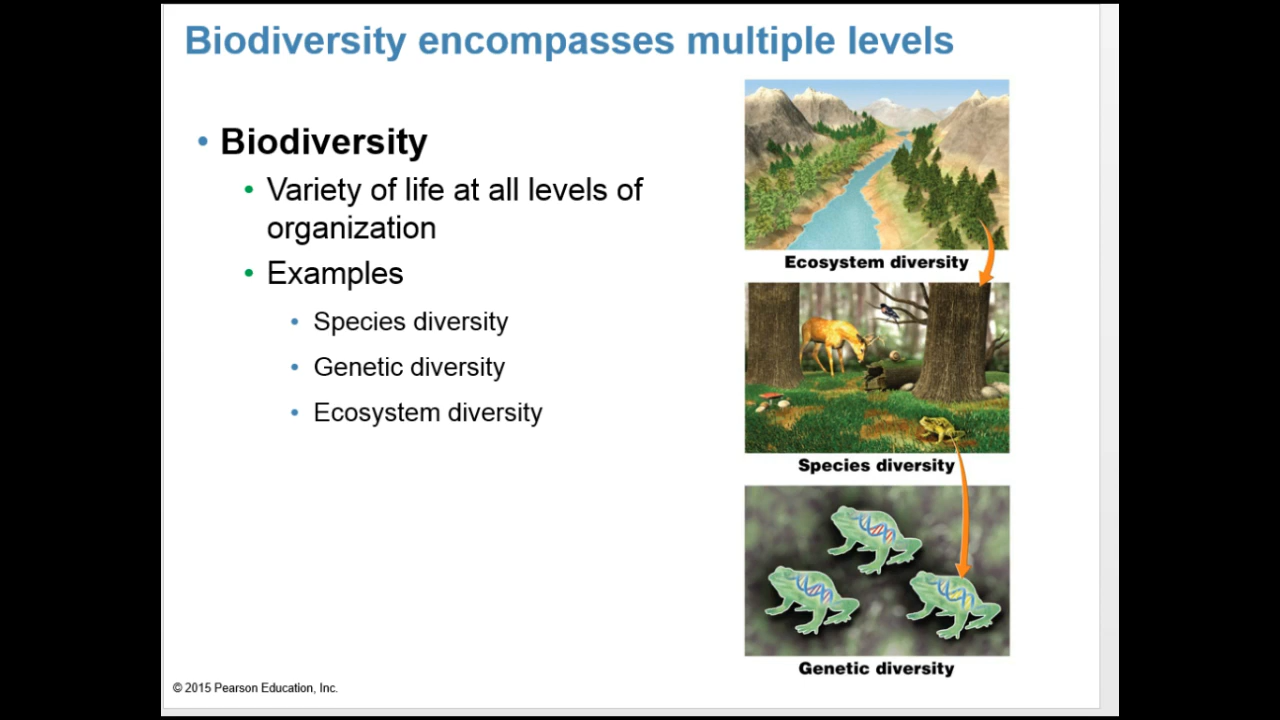 Biodiversity encompasses multiple levels
• Biodiversity
• Variety of life at all levels of
organization
• Examples
• Species diversity
• Genetic diversity
• Ecosystem diversity
Ecosystem diversity
Species diversity
Genetic diversity
© 2015 Pearson Education, Inc.